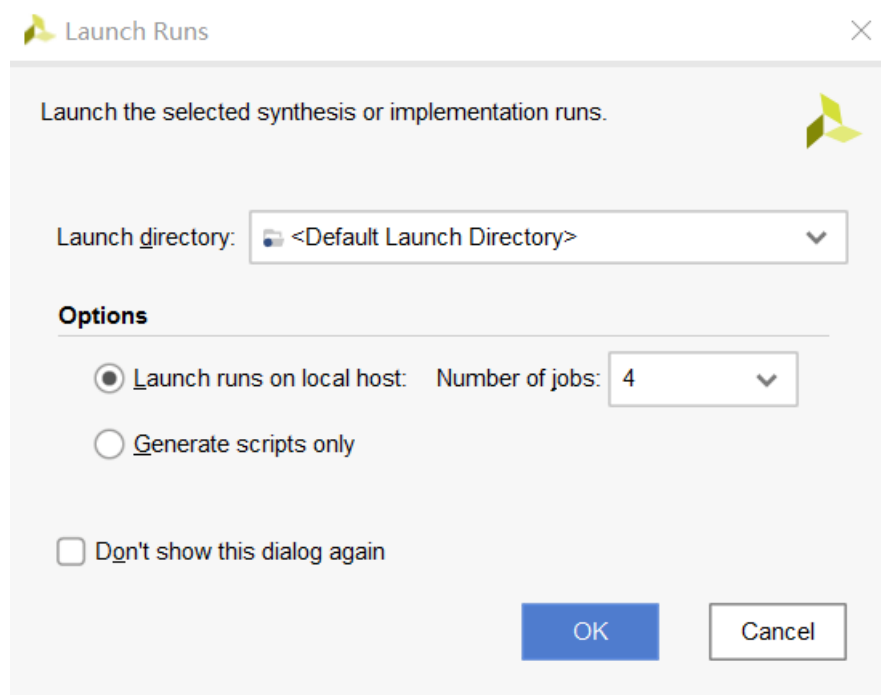 Launch Runs
Launch the selected synthesis or implementation runs.
Launch directory: <Default Launch Directory>
Options
Launch runs on local host: Number of jobs: 4
Generate scripts only
Don't show this dialog again
OK Cancel